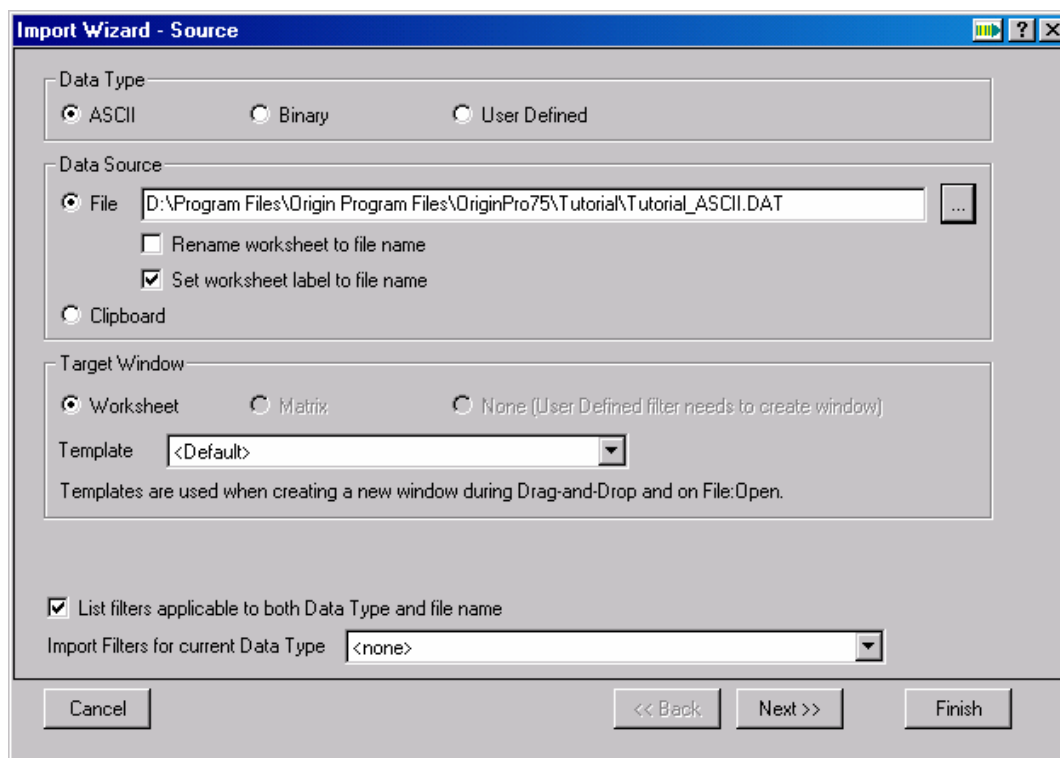 Import Wizard - Source
Data Type
ASCII Binary User Defined
Data Source
File D:\Program Files\Origin Program Files\OriginPro75\Tutorial\Tutorial_ASCII.DAT ...
Rename worksheet to file name
Set worksheet label to file name
Clipboard
Target Window
Worksheet Matrix None (User Defined filter needs to create window)
Template <Default>
Templates are used when creating a new window during Drag-and-Drop and on File:Open.
List filters applicable to both Data Type and file name
Import Filters for current Data Type <none>
Cancel << Back Next >> Finish